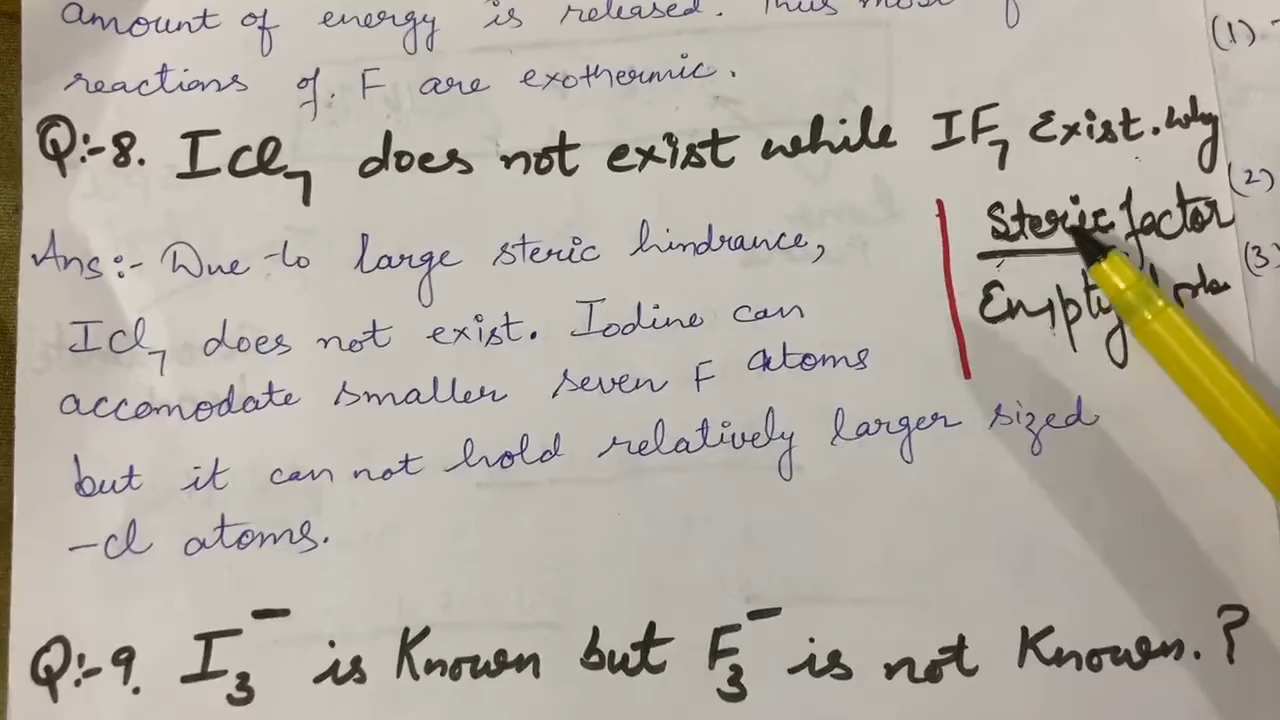 amount of energy is released. Thus most of
reactions of F are exothermic.
Q:-8. ICl7 does not exist while IF7 Exist. why
Ans:- Due to large steric hindrance,
ICl7 does not exist. Iodine can
accomodate smaller seven F atoms
but it can not hold relatively larger sized
-Cl atoms.
Steric factor
Empty
Q:-9. I3⁻ is Known but F3⁻ is not Known.?
(1)
(2)
(3)